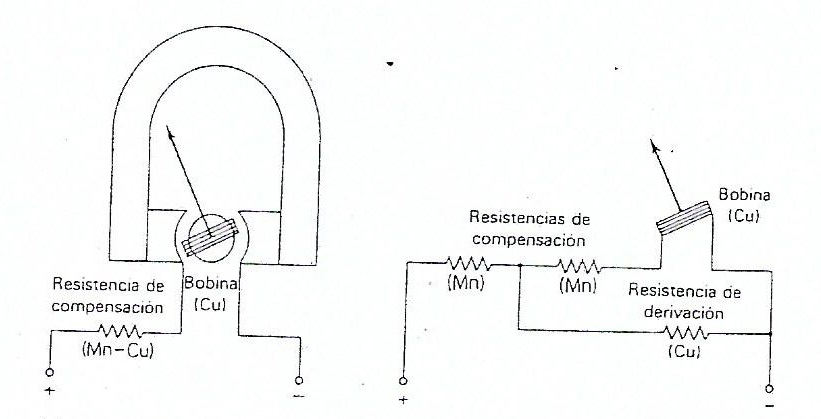 Resistencia de
compensación
(Mn-Cu)
Bobina
(Cu)
+
-
Resistencias de
compensación
(Mn)
(Mn)
Bobina
(Cu)
Resistencia de
derivación
(Cu)
+
-